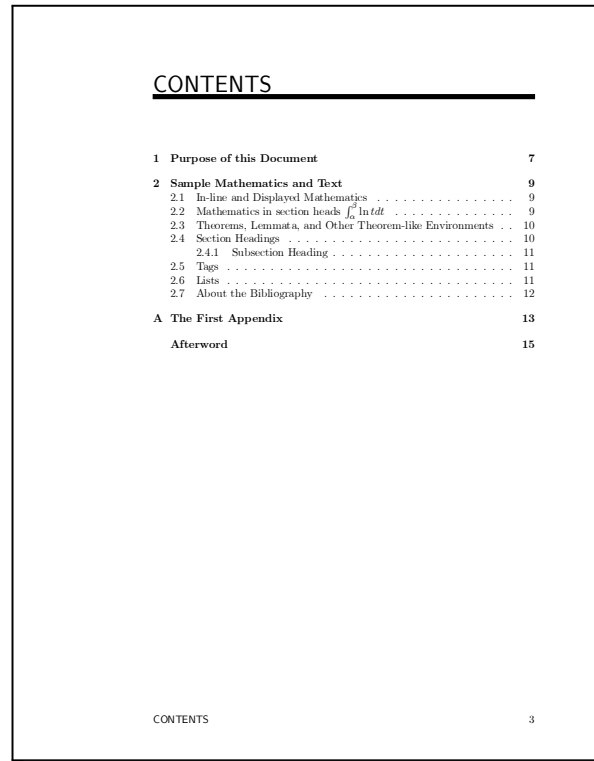 CONTENTS
1 Purpose of this Document 7
2 Sample Mathematics and Text 9
2.1 In-line and Displayed Mathematics . . . . . . . . . . . . . . . . 9
2.2 Mathematics in section heads ∫αβ ln tdt . . . . . . . . . . . . . . 9
2.3 Theorems, Lemmata, and Other Theorem-like Environments . . 10
2.4 Section Headings . . . . . . . . . . . . . . . . . . . . . . . . . . 10
2.4.1 Subsection Heading . . . . . . . . . . . . . . . . . . . . . . 11
2.5 Tags . . . . . . . . . . . . . . . . . . . . . . . . . . . . . . . . . 11
2.6 Lists . . . . . . . . . . . . . . . . . . . . . . . . . . . . . . . . . 11
2.7 About the Bibliography . . . . . . . . . . . . . . . . . . . . . . 12
A The First Appendix 13
Afterword 15
CONTENTS 3